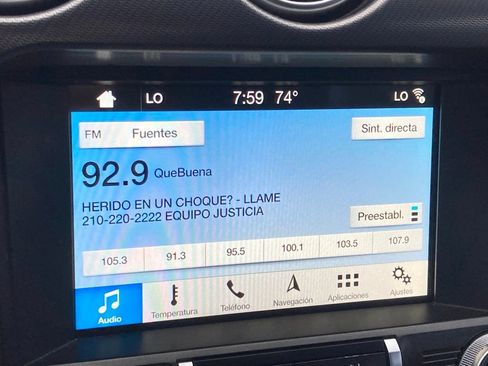 LO 7:59 74° LO
FM Fuentes Sint. directa
92.9 QueBuena
HERIDO EN UN CHOQUE? - LLAME
210-220-2222 EQUIPO JUSTICIA
Preestabl.
105.3 91.3 95.5 100.1 103.5 107.9
Audio Temperatura Teléfono Navegación Aplicaciones Ajustes